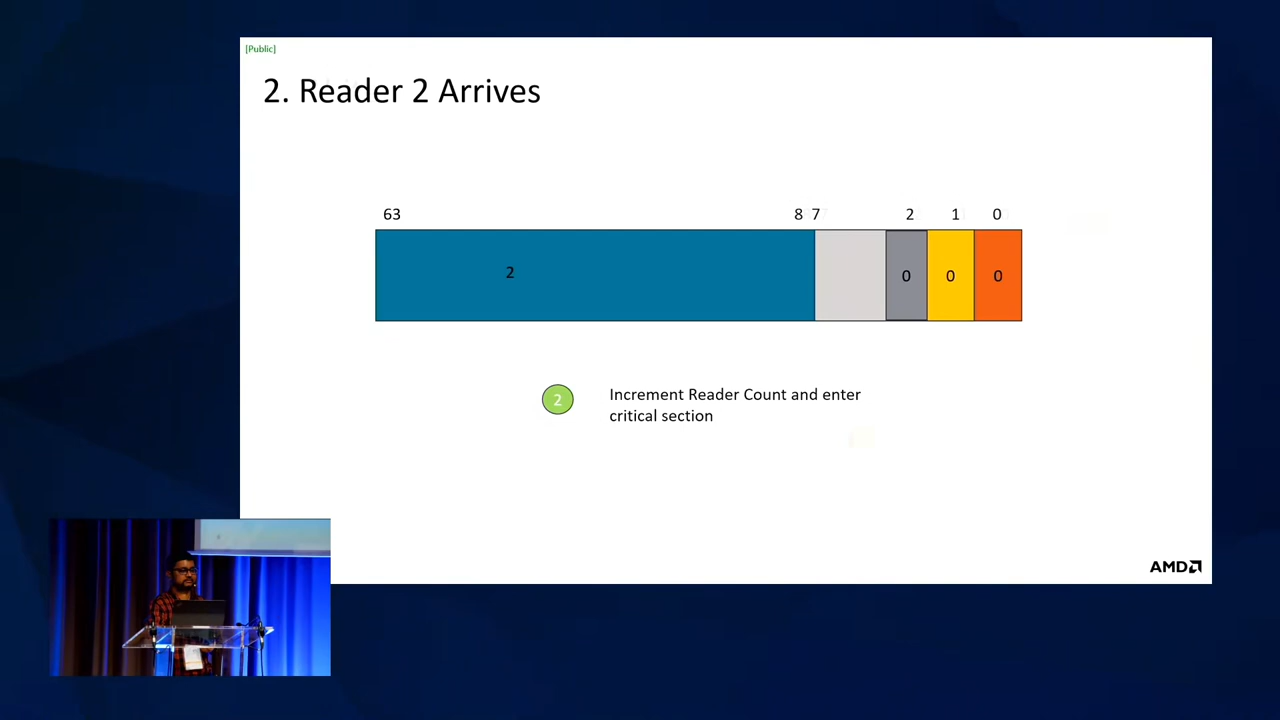 [Public]
2. Reader 2 Arrives
63 8 7 2 1 0
2 0 0 0
2 Increment Reader Count and enter
critical section
AMD